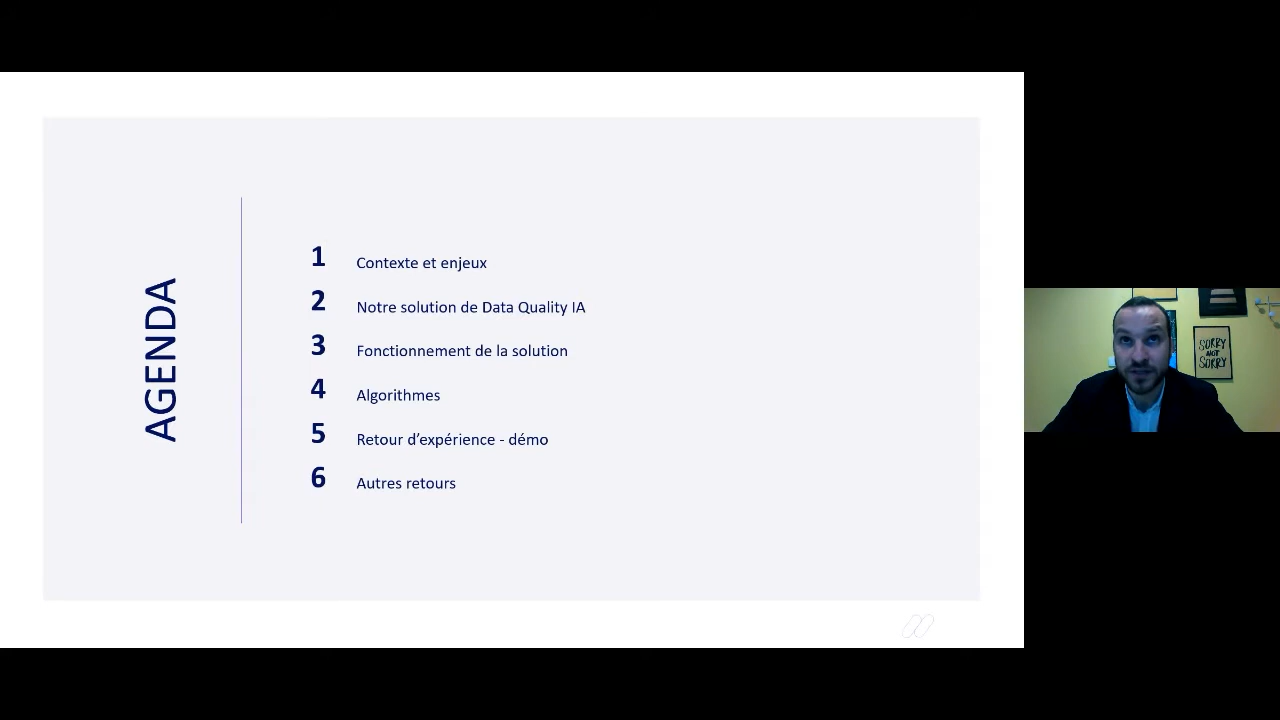 AGENDA
1 Contexte et enjeux
2 Notre solution de Data Quality IA
3 Fonctionnement de la solution
4 Algorithmes
5 Retour d’expérience - démo
6 Autres retours
SORRY
NOT
SORRY